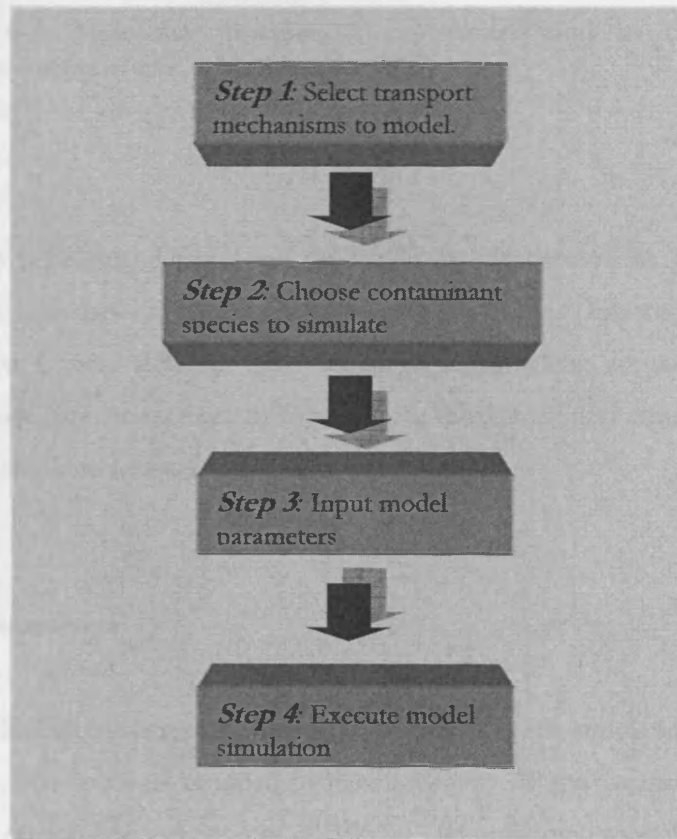 Step 1: Select transport
mechanisms to model.
Step 2: Choose contaminant
species to simulate
Step 3: Input model
parameters
Step 4: Execute model
simulation